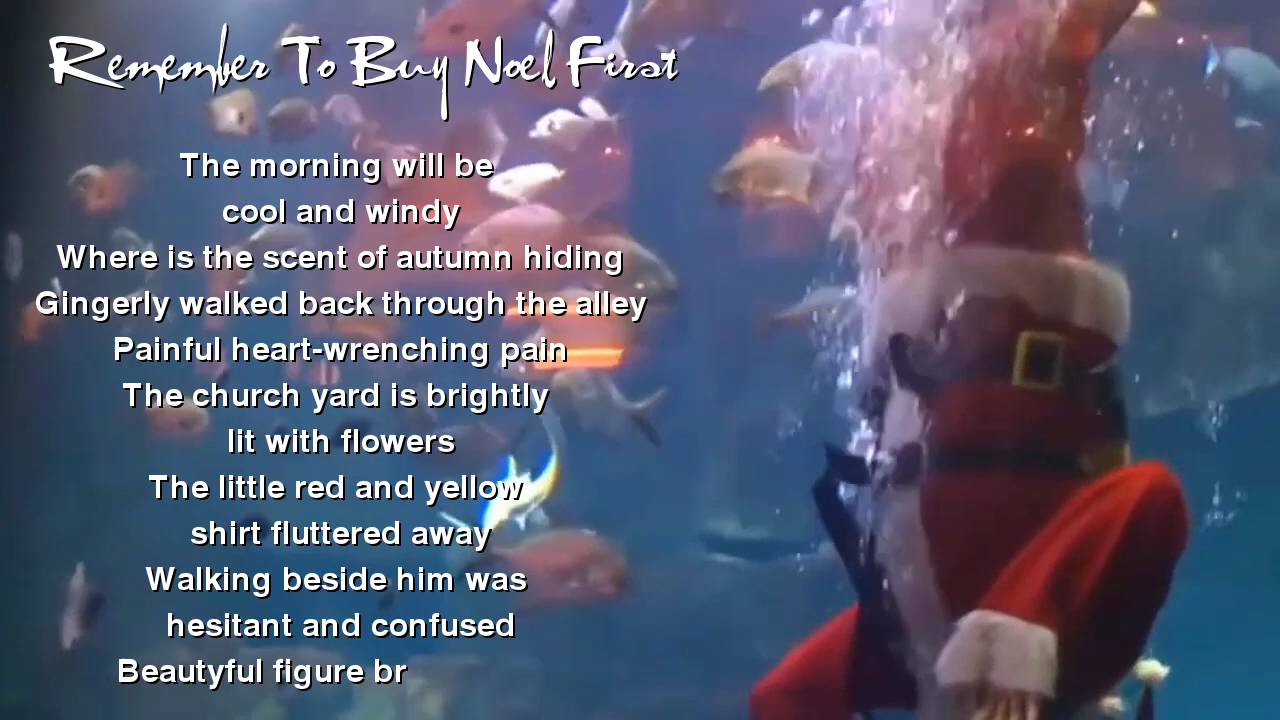 Remember To Buy Noel First
The morning will be
cool and windy
Where is the scent of autumn hiding
Gingerly walked back through the alley
Painful heart-wrenching pain
The church yard is brightly
lit with flowers
The little red and yellow
shirt fluttered away
Walking beside him was
hesitant and confused
Beautyful figure br